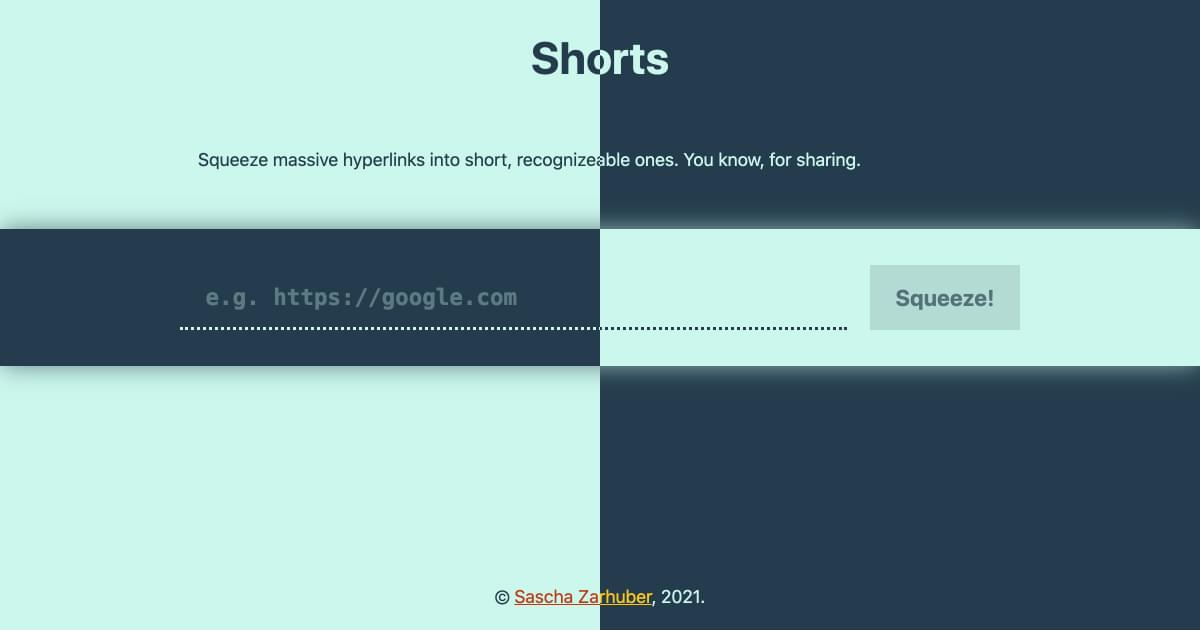 Shorts
Squeeze massive hyperlinks into short, recognizeable ones. You know, for sharing.
e.g. https://google.com
Squeeze!
© Sascha Zarhuber, 2021.